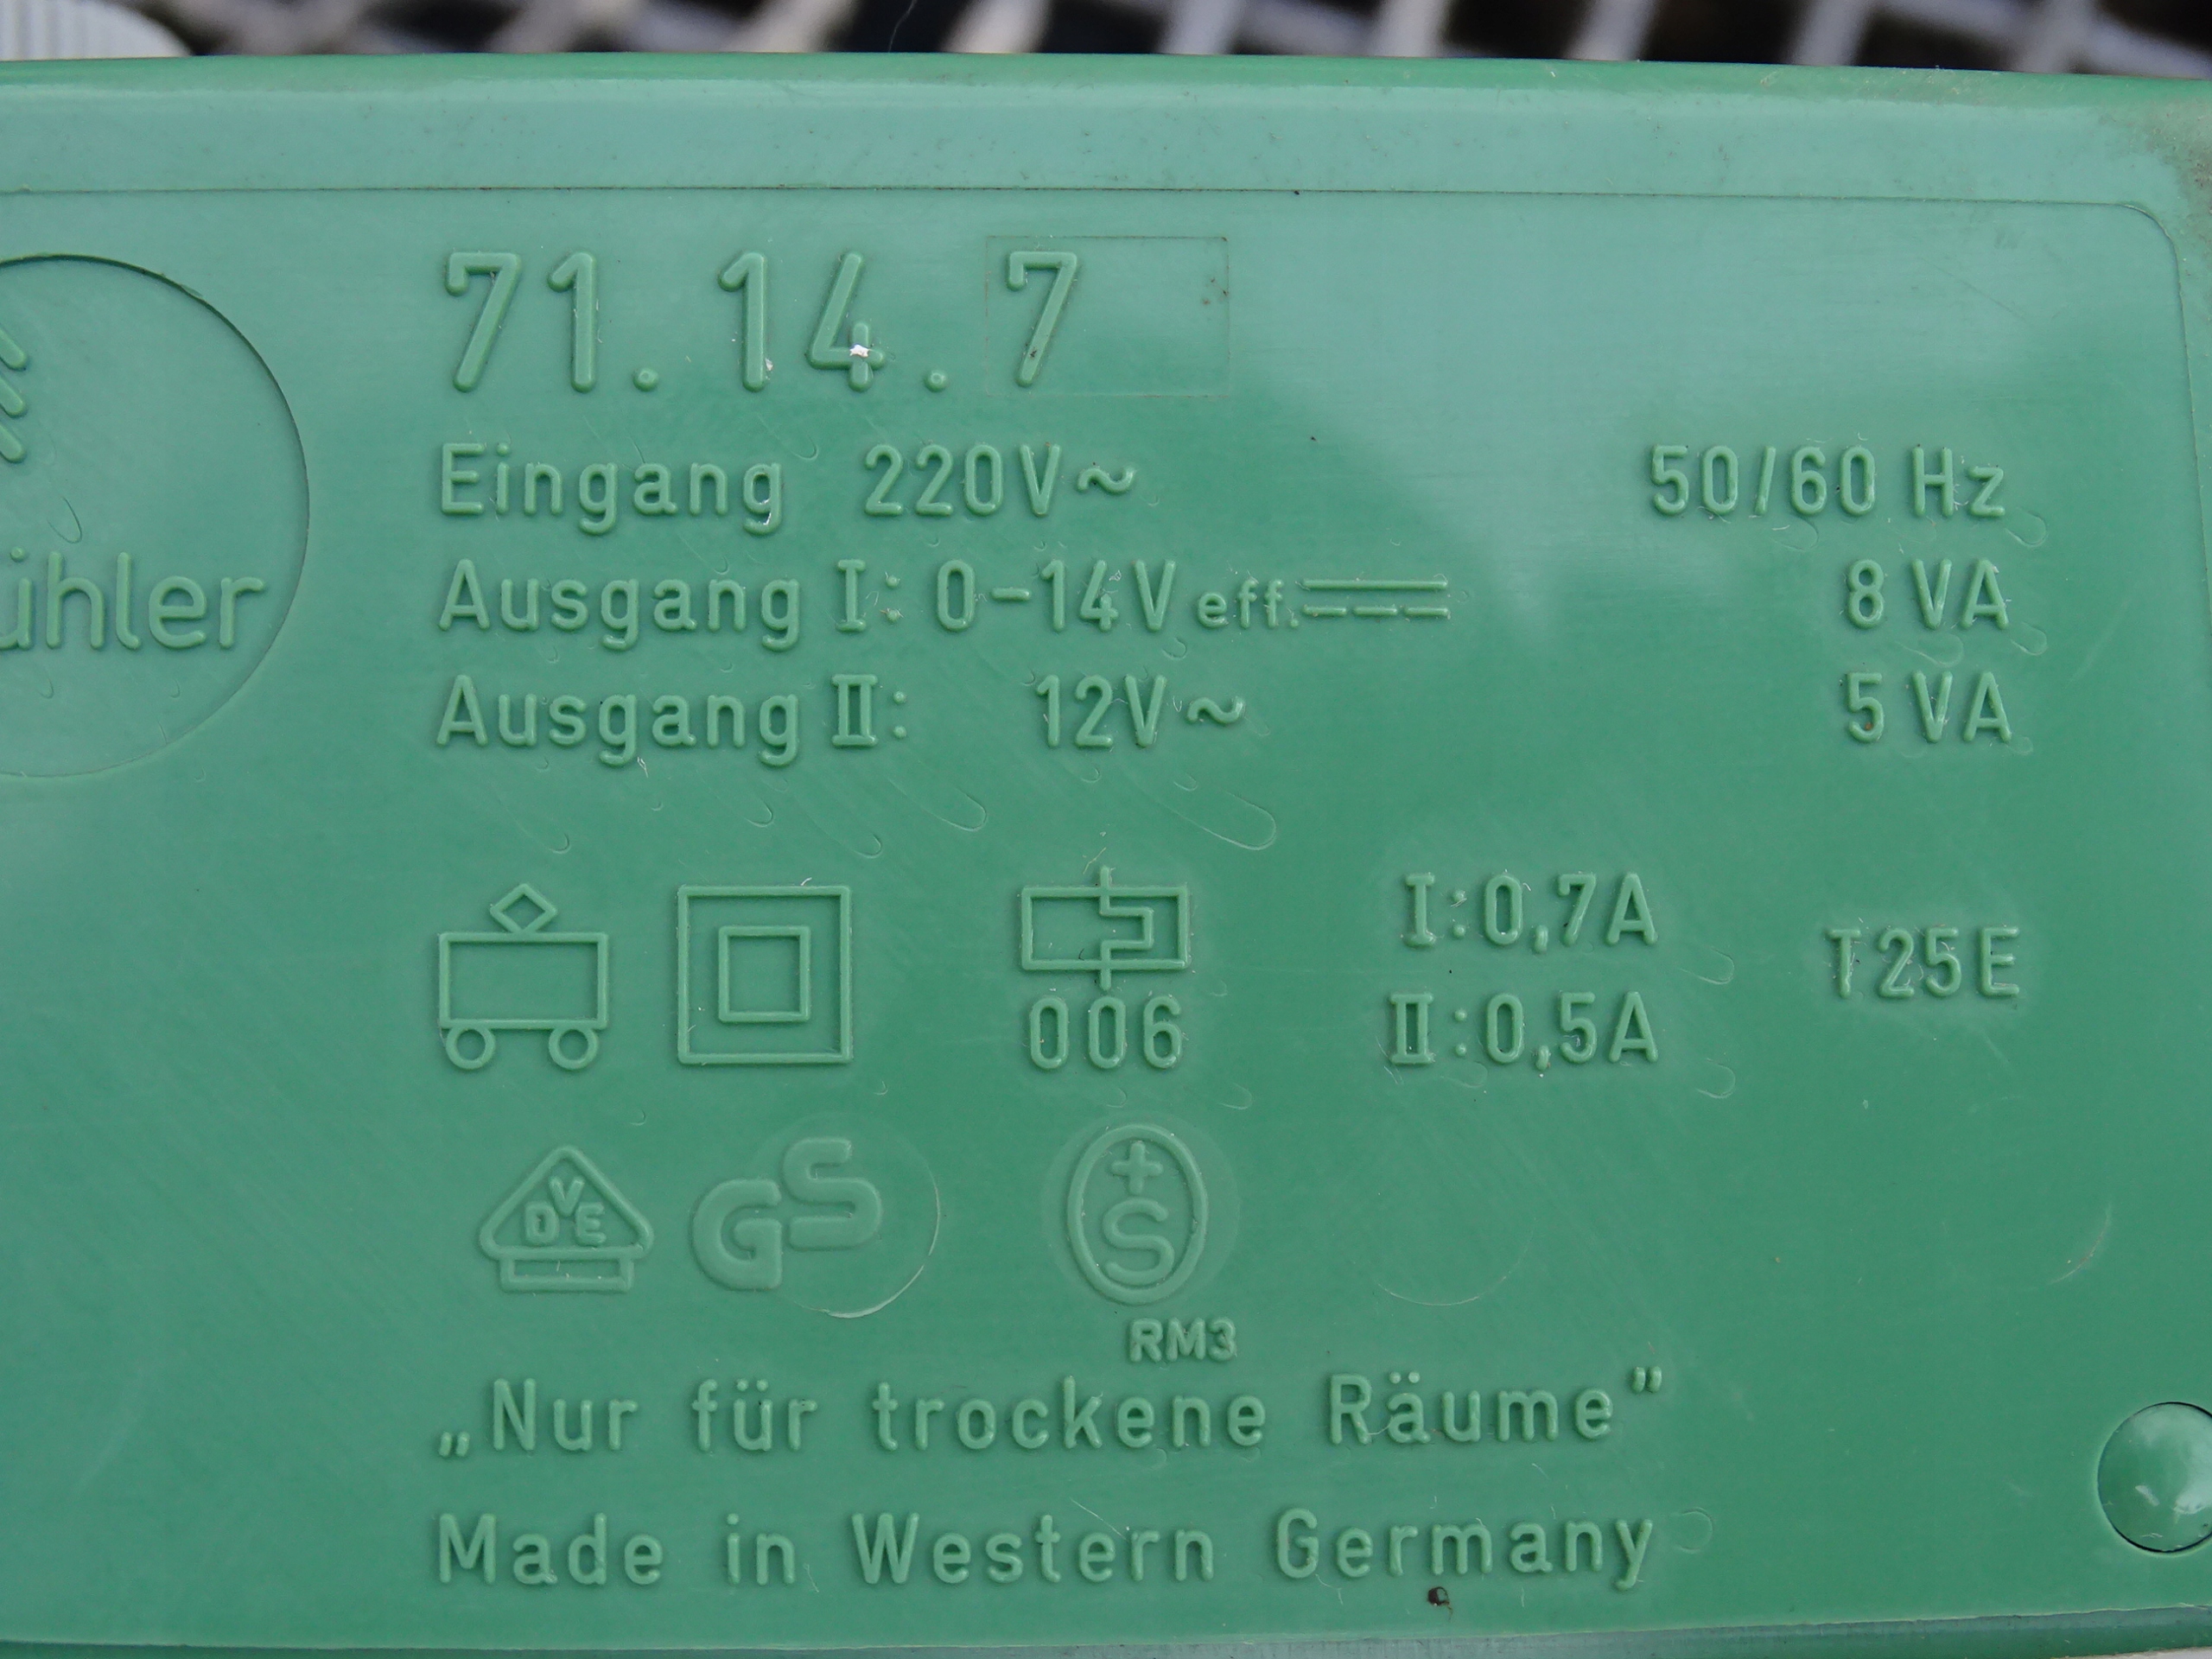 71.14.7
Eingang 220V~ 50/60 Hz
ühler
Ausgang I: 0-14V eff. 8 VA
Ausgang II: 12V~ 5 VA
I:0,7A
T25E
006 II:0,5A
VDE GS +S
RM3
„Nur für trockene Räume"
Made in Western Germany